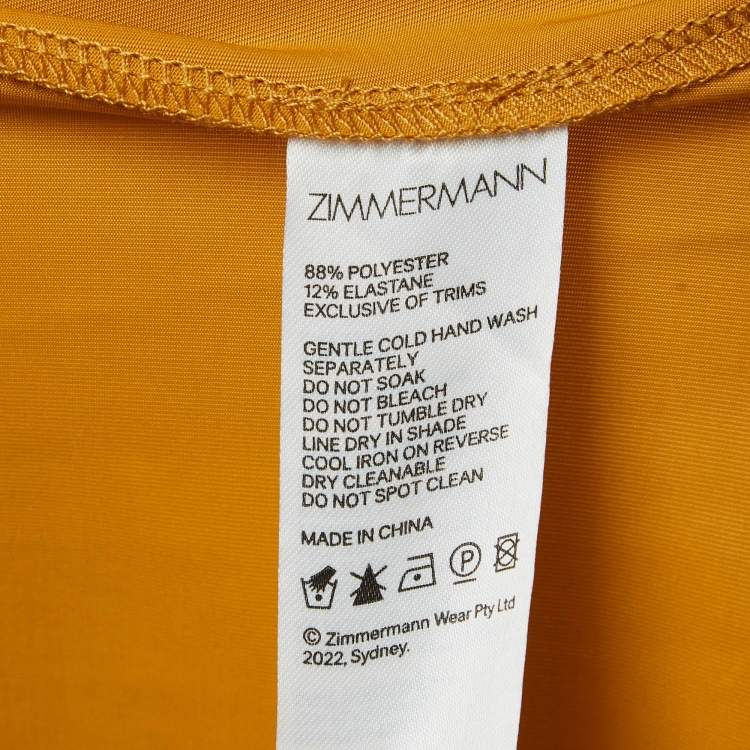 ZIMMERMANN
88% POLYESTER
12% ELASTANE
EXCLUSIVE OF TRIMS
GENTLE COLD HAND WASH
SEPARATELY
DO NOT SOAK
DO NOT BLEACH
DO NOT TUMBLE DRY
LINE DRY IN SHADE
COOL IRON ON REVERSE
DRY CLEANABLE
DO NOT SPOT CLEAN
MADE IN CHINA
P
© Zimmermann Wear Pty Ltd
2022, Sydney.